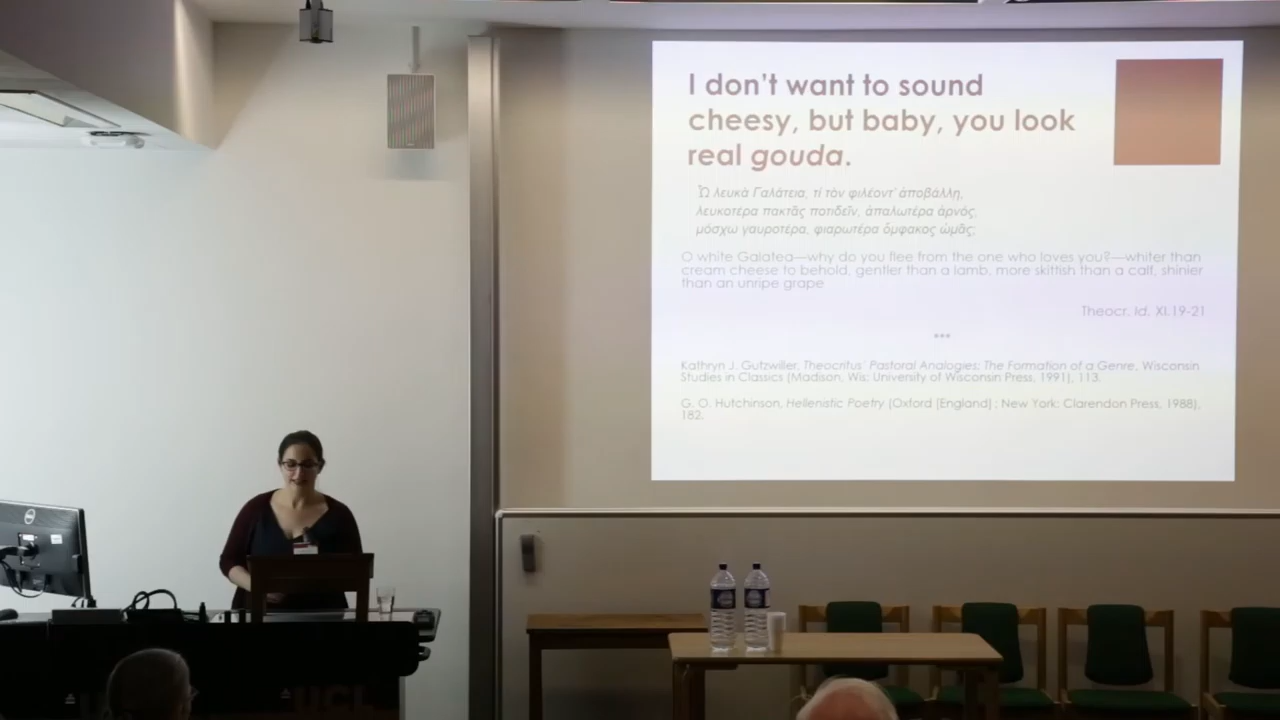 I don't want to sound
cheesy, but baby, you look
real gouda.
Ὦ λευκὰ Γαλάτεια, τί τὸν φιλέοντ' ἀποβάλλῃ,
λευκοτέρα πακτᾶς ποτιδεῖν, ἁπαλωτέρα ἀρνός,
μόσχω γαυροτέρα, φιαρωτέρα ὄμφακος ὠμᾶς;
O white Galatea—why do you flee from the one who loves you?—whiter than
cream cheese to behold, gentler than a lamb, more skittish than a calf, shinier
than an unripe grape
Theocr. Id. XI.19-21
•••
Kathryn J. Gutzwiller, Theocritus' Pastoral Analogies: The Formation of a Genre, Wisconsin
Studies in Classics (Madison, Wis: University of Wisconsin Press, 1991), 113.
G. O. Hutchinson, Hellenistic Poetry (Oxford [England] ; New York: Clarendon Press, 1988),
182.
DELL
UCL